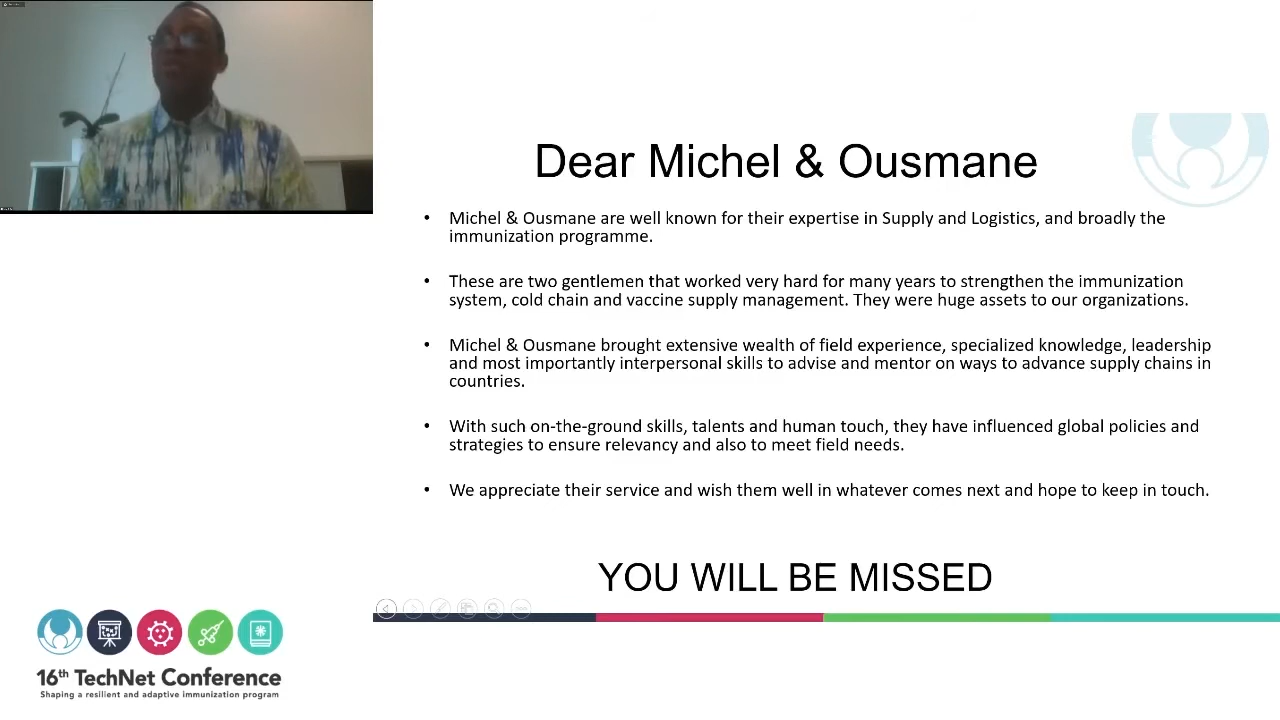 Dear Michel & Ousmane
• Michel & Ousmane are well known for their expertise in Supply and Logistics, and broadly the
immunization programme.
• These are two gentlemen that worked very hard for many years to strengthen the immunization
system, cold chain and vaccine supply management. They were huge assets to our organizations.
• Michel & Ousmane brought extensive wealth of field experience, specialized knowledge, leadership
and most importantly interpersonal skills to advise and mentor on ways to advance supply chains in
countries.
• With such on-the-ground skills, talents and human touch, they have influenced global policies and
strategies to ensure relevancy and also to meet field needs.
• We appreciate their service and wish them well in whatever comes next and hope to keep in touch.
YOU WILL BE MISSED
16th TechNet Conference
Shaping a resilient and adaptive immunization program